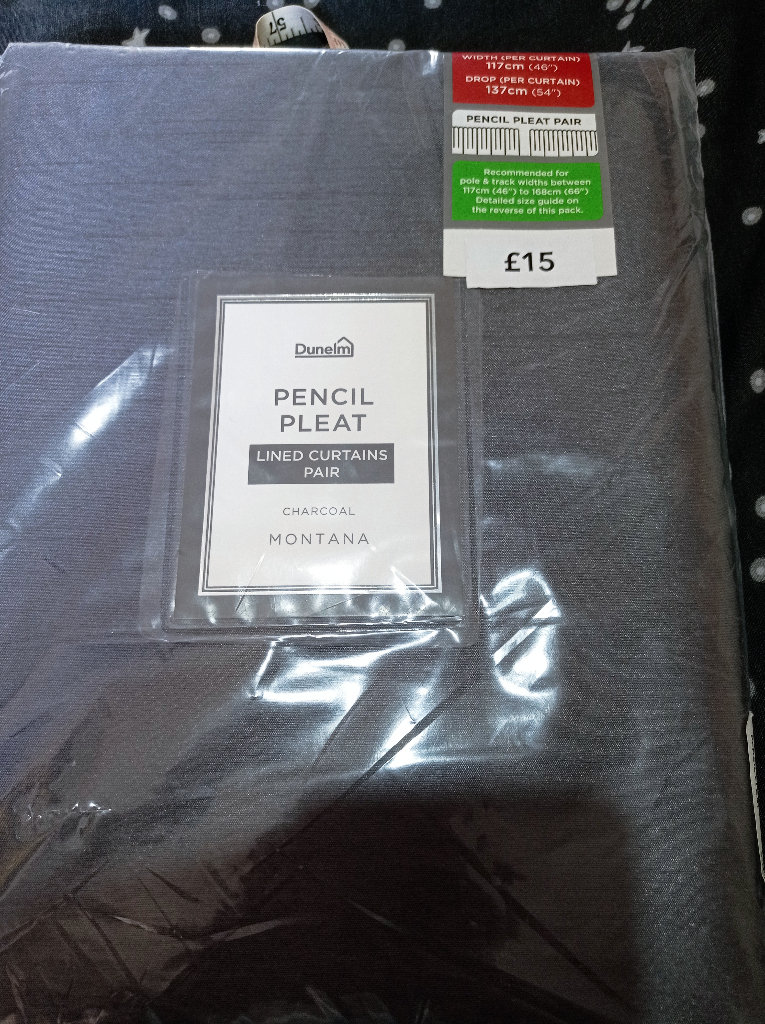 57
WIDTH (PER CURTAIN)
117cm (46")
DROP (PER CURTAIN)
137cm (54")
PENCIL PLEAT PAIR
Recommended for
pole & track widths between
117cm (46") to 168cm (66")
Detailed size guide on
the reverse of this pack.
£15
Dunelm
PENCIL
PLEAT
LINED CURTAINS
PAIR
CHARCOAL
MONTANA